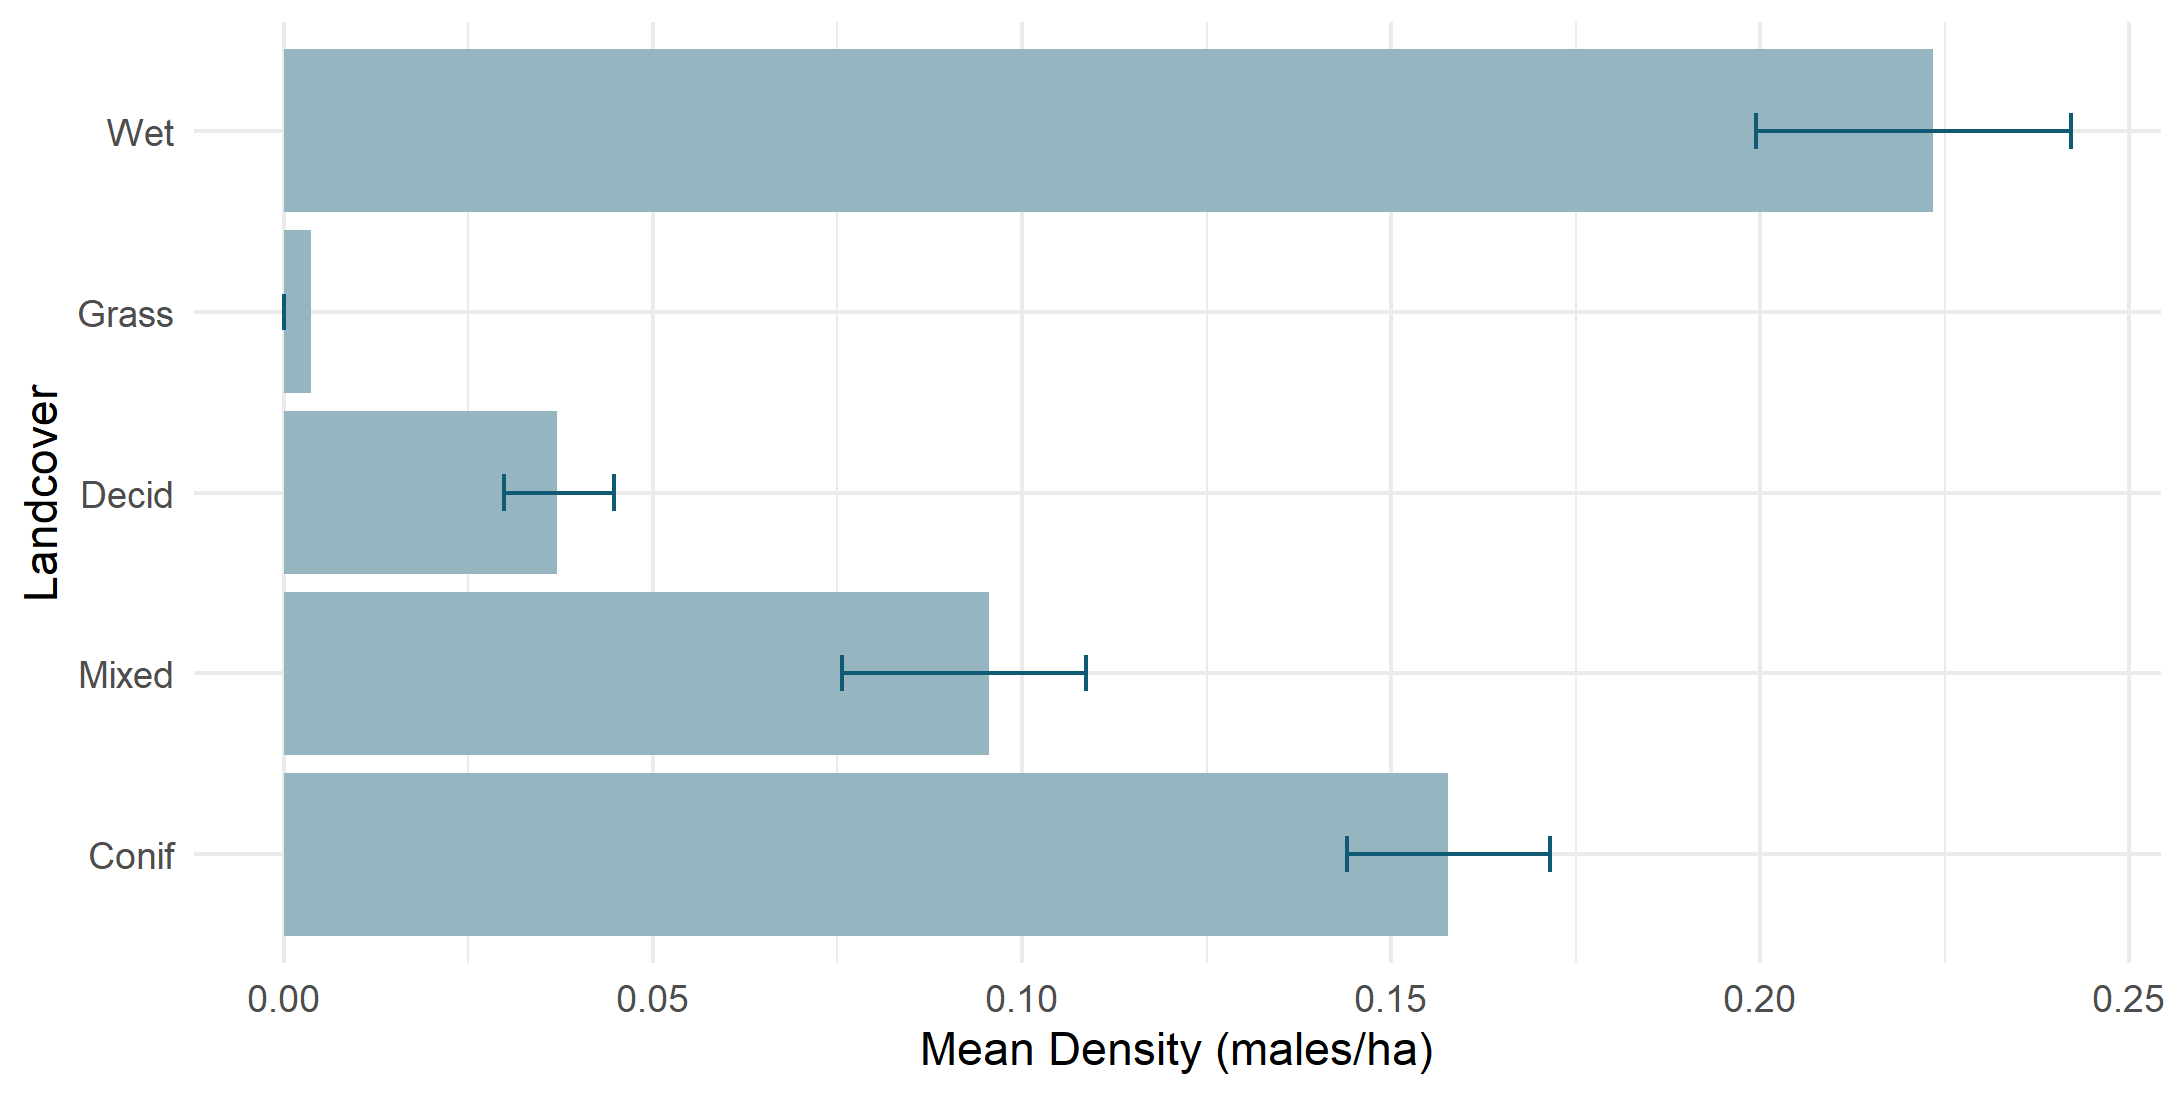 Landcover
Wet
Grass
Decid
Mixed
Conif
0.00 0.05 0.10 0.15 0.20 0.25
Mean Density (males/ha)